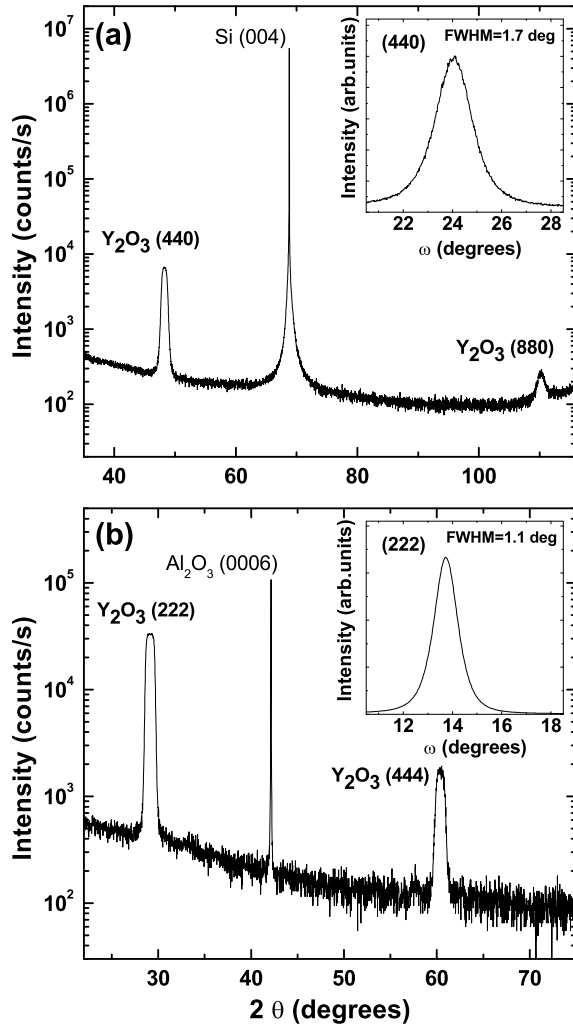 (a)
Si (004)
Y₂O₃ (440)
Y₂O₃ (880)
Intensity (counts/s)
10⁷
10⁶
10⁵
10⁴
10³
10²
40 60 80 100
(440)
FWHM=1.7 deg
Intensity (arb.units)
22 24 26 28
ω (degrees)
(b)
Al₂O₃ (0006)
Y₂O₃ (222)
Y₂O₃ (444)
Intensity (counts/s)
10⁵
10⁴
10³
10²
30 40 50 60 70
2 θ (degrees)
(222)
FWHM=1.1 deg
Intensity (arb.units)
12 14 16 18
ω (degrees)